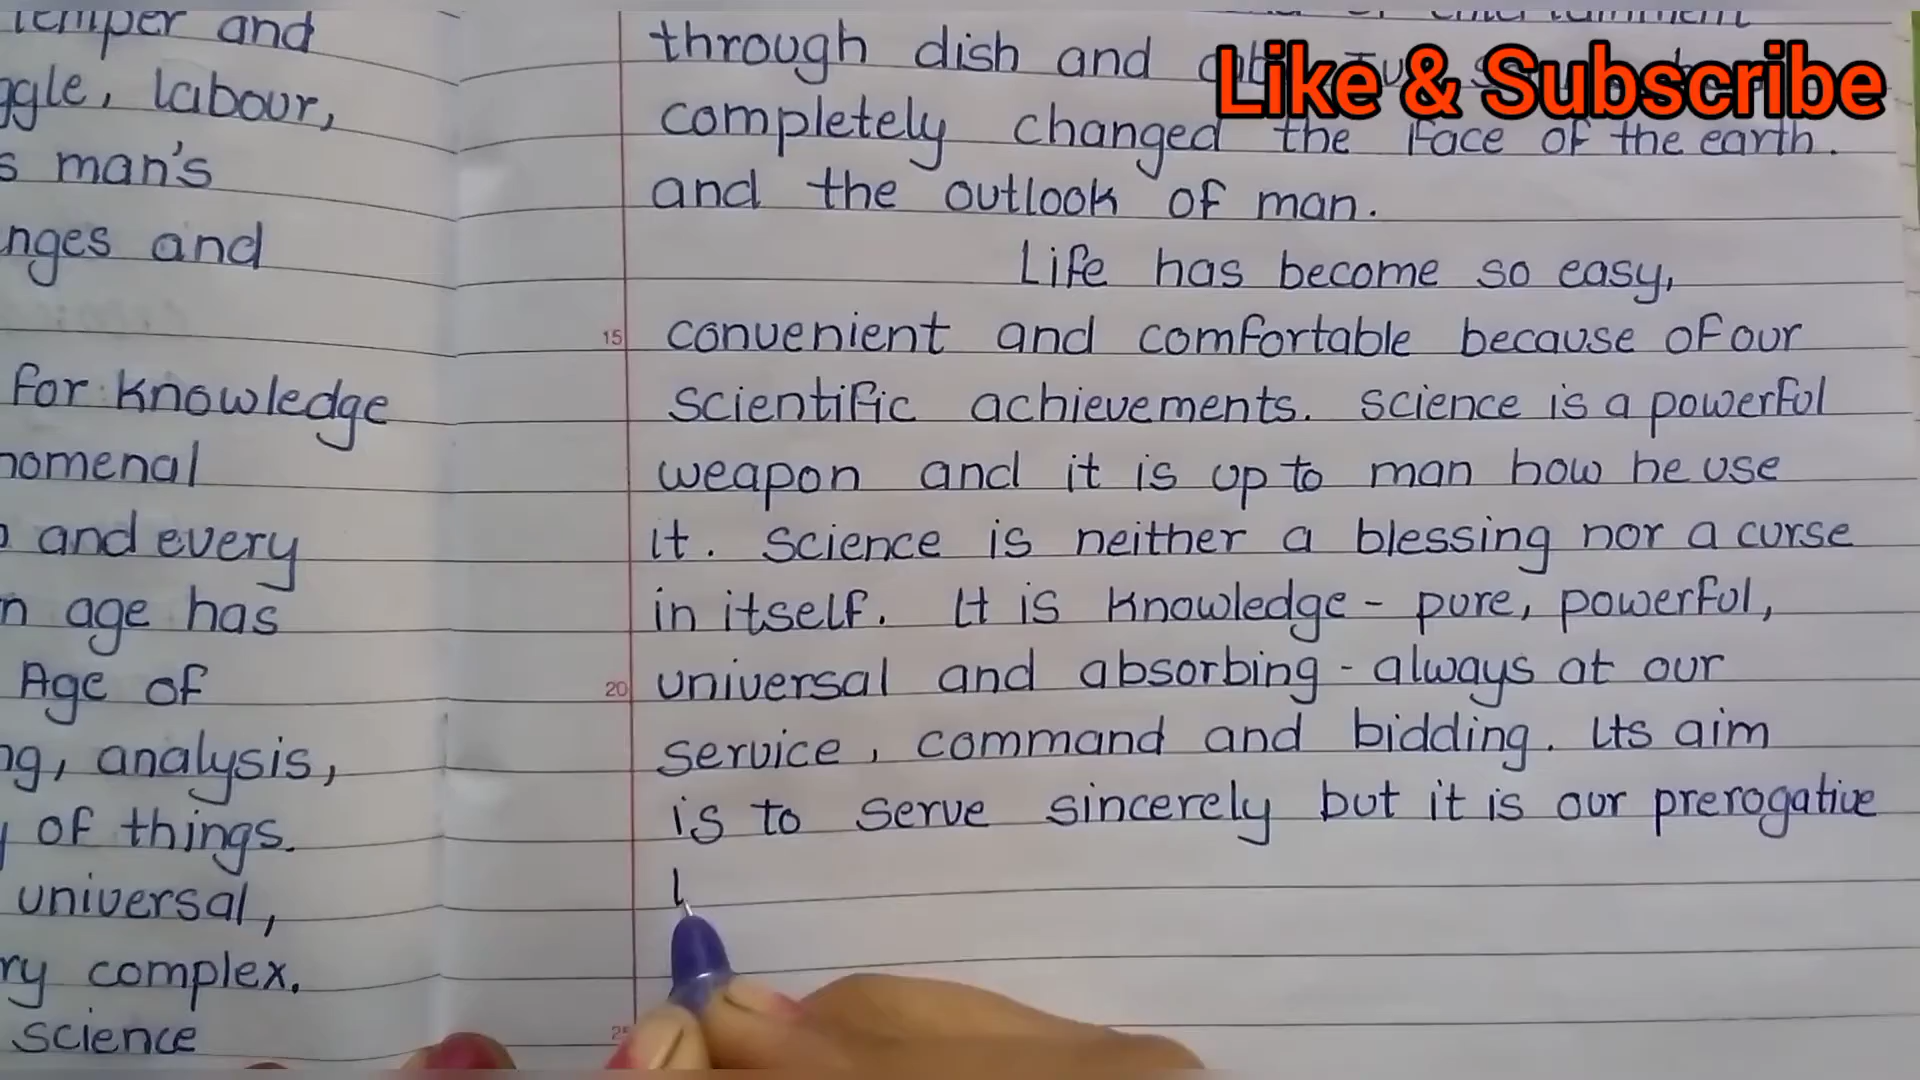 temper and
ggle, labour,
s man's
nges and
for knowledge
nomenal
and every
n age has
Age of
ng, analysis,
of things.
universal,
ry complex.
science
entertainment
through dish and
completely changed the face of the earth.
and the outlook of man.
Life has become so easy,
15 convenient and comfortable because of our
scientific achievements. science is a powerful
weapon and it is up to man how he use
it. science is neither a blessing nor a curse
in itself. It is knowledge - pure, powerful,
20 universal and absorbing - always at our
service, command and bidding. Its aim
is to serve sincerely but it is our prerogative
25
Like & Subscribe